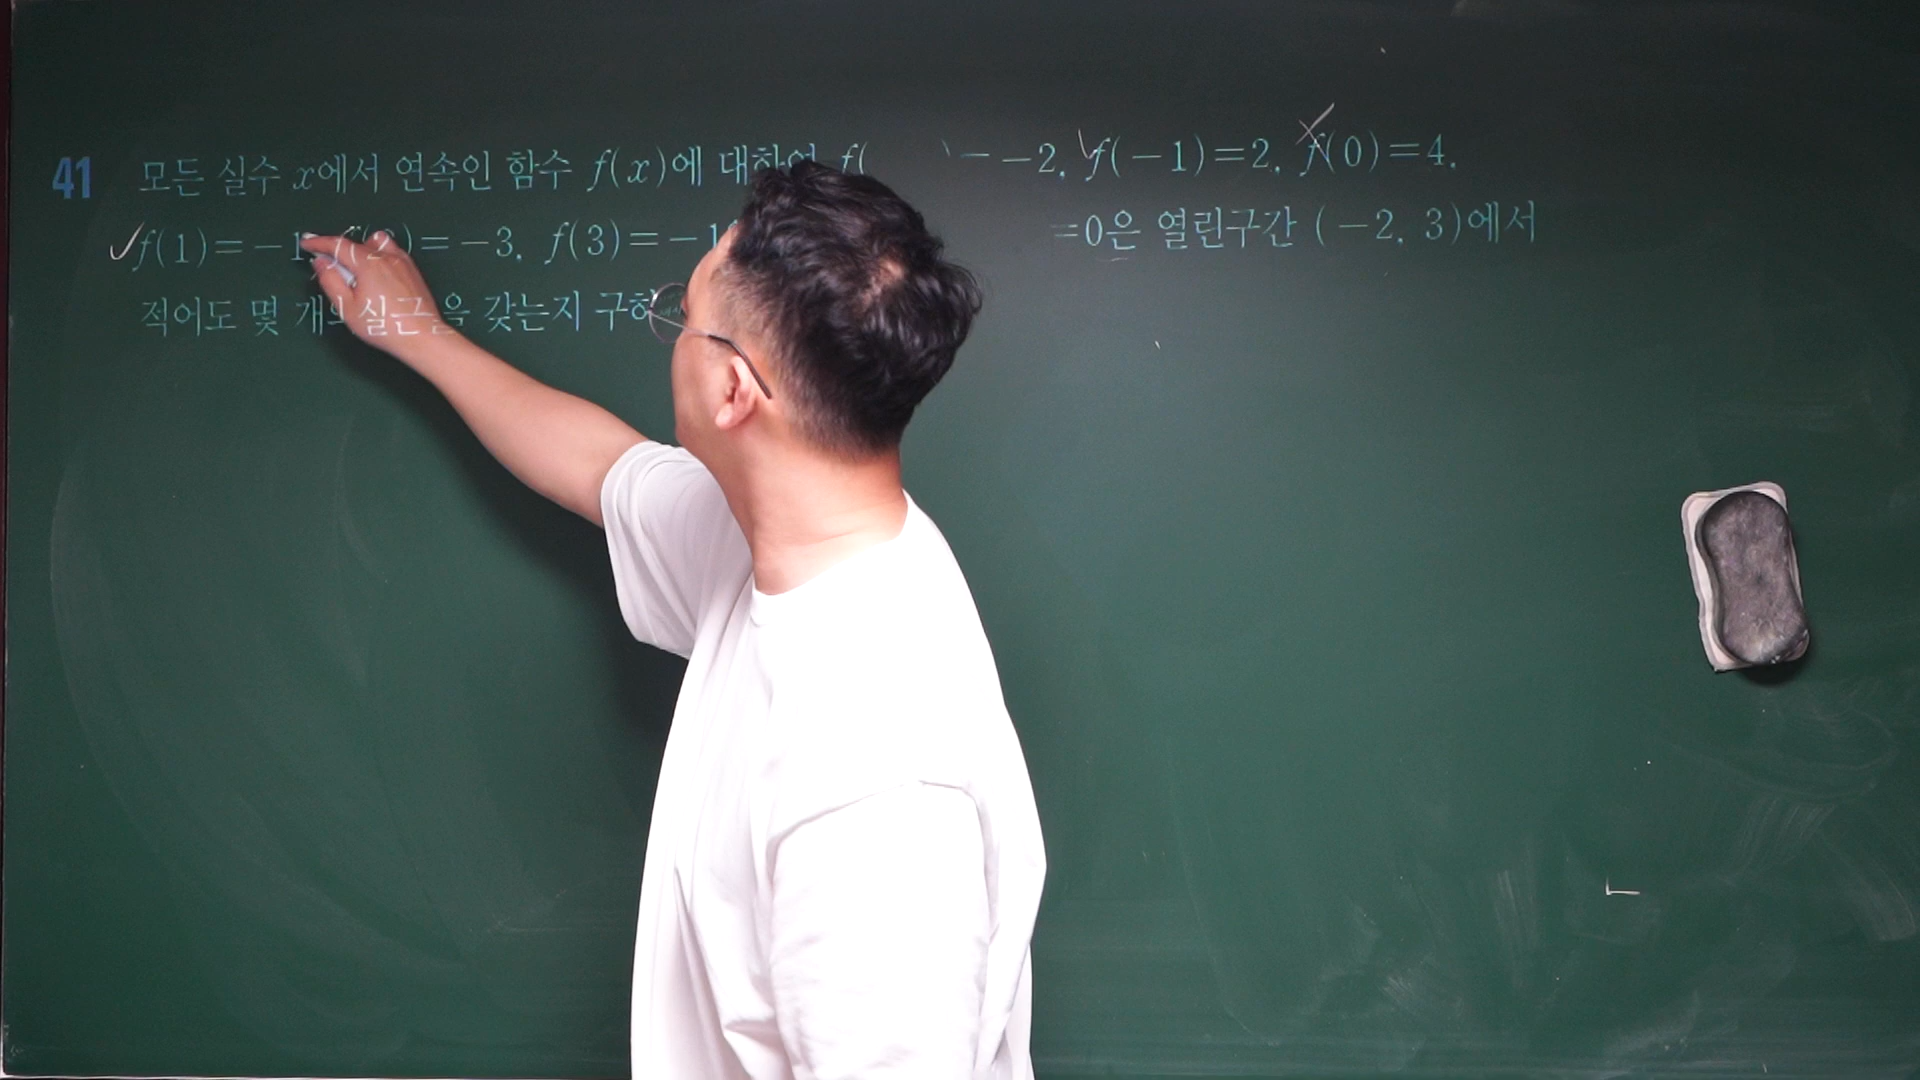 41 모든 실수 x에서 연속인 함수 f(x)에 대하여 f( -2, f(-1)=2, f(0)=4,
f(1)=-1, f(2)=-3, f(3)=-1 =0은 열린구간 (-2, 3)에서
적어도 몇 개의 실근을 갖는지